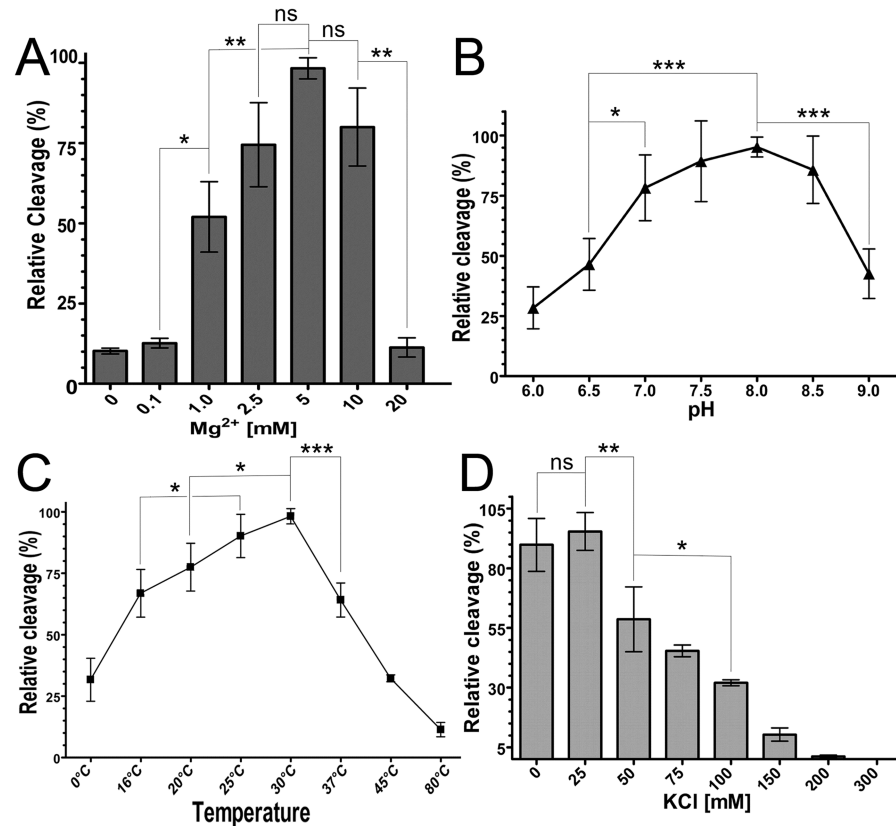 A
ns
ns
**
**
*
Relative Cleavage (%)
100
75
50
25
0
0 0.1 1.0 2.5 5 10 20
Mg²⁺ [mM]
B
***
*
***
Relative cleavage (%)
100
75
50
25
0
6.0 6.5 7.0 7.5 8.0 8.5 9.0
pH
C
***
*
*
Relative cleavage (%)
100
75
50
25
0
0°C 16°C 20°C 25°C 30°C 37°C 45°C 80°C
Temperature
D
**
ns
*
Relative cleavage (%)
105
80
55
30
5
0 25 50 75 100 150 200 300
KCl [mM]